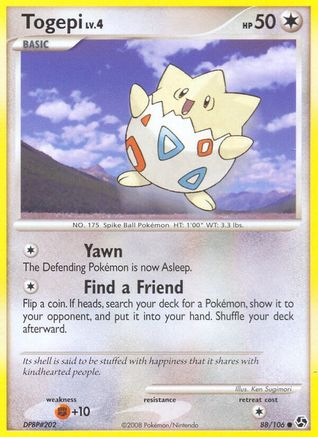 Togepi LV.4
HP 50
BASIC
NO. 175 Spike Ball Pokémon HT: 1'00" WT: 3.3 lbs.
Yawn
The Defending Pokémon is now Asleep.
Find a Friend
Flip a coin. If heads, search your deck for a Pokémon, show it to
your opponent, and put it into your hand. Shuffle your deck
afterward.
Its shell is said to be stuffed with happiness that it shares with
kindhearted people.
Illus. Ken Sugimori
weakness resistance retreat cost
+10
DPBP#202 ©2008 Pokémon/Nintendo 88/106